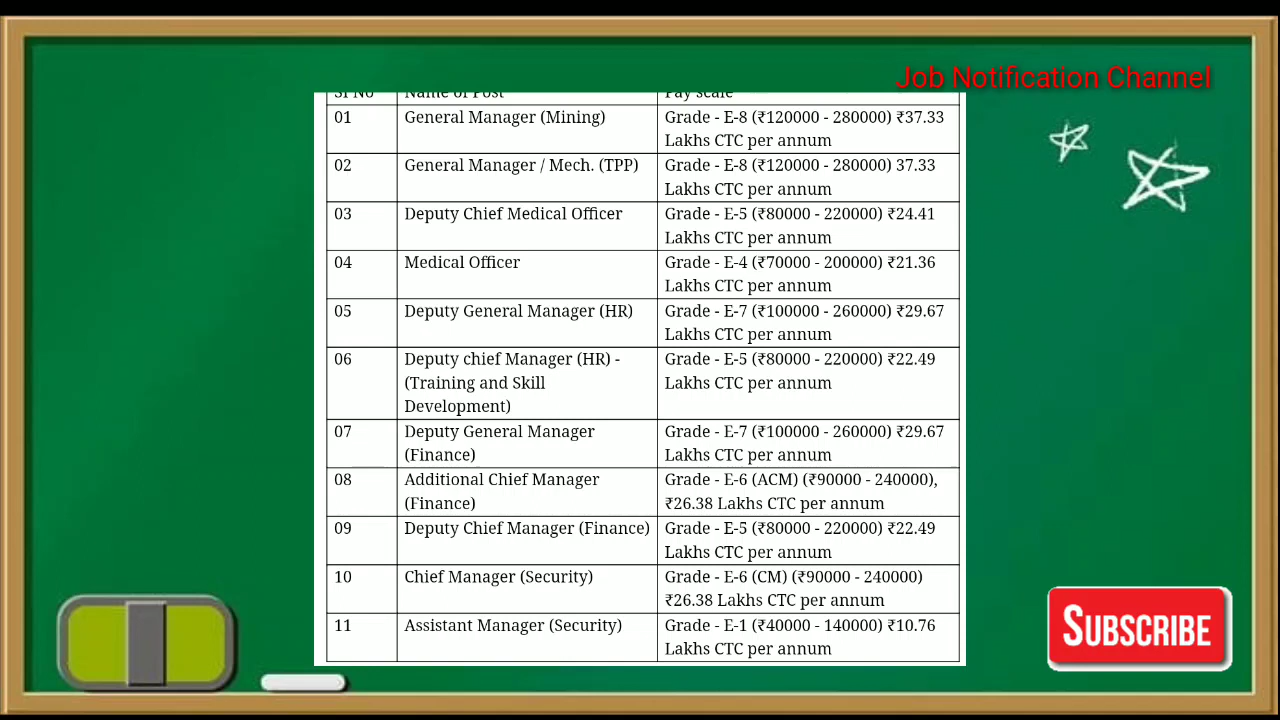 Job Notification Channel
Sl No Name of Post Pay scale
01 General Manager (Mining) Grade - E-8 (₹120000 - 280000) ₹37.33
Lakhs CTC per annum
02 General Manager / Mech. (TPP) Grade - E-8 (₹120000 - 280000) 37.33
Lakhs CTC per annum
03 Deputy Chief Medical Officer Grade - E-5 (₹80000 - 220000) ₹24.41
Lakhs CTC per annum
04 Medical Officer Grade - E-4 (₹70000 - 200000) ₹21.36
Lakhs CTC per annum
05 Deputy General Manager (HR) Grade - E-7 (₹100000 - 260000) ₹29.67
Lakhs CTC per annum
06 Deputy chief Manager (HR) - Grade - E-5 (₹80000 - 220000) ₹22.49
(Training and Skill Lakhs CTC per annum
Development)
07 Deputy General Manager Grade - E-7 (₹100000 - 260000) ₹29.67
(Finance) Lakhs CTC per annum
08 Additional Chief Manager Grade - E-6 (ACM) (₹90000 - 240000),
(Finance) ₹26.38 Lakhs CTC per annum
09 Deputy Chief Manager (Finance) Grade - E-5 (₹80000 - 220000) ₹22.49
Lakhs CTC per annum
10 Chief Manager (Security) Grade - E-6 (CM) (₹90000 - 240000)
₹26.38 Lakhs CTC per annum
11 Assistant Manager (Security) Grade - E-1 (₹40000 - 140000) ₹10.76
Lakhs CTC per annum
SUBSCRIBE